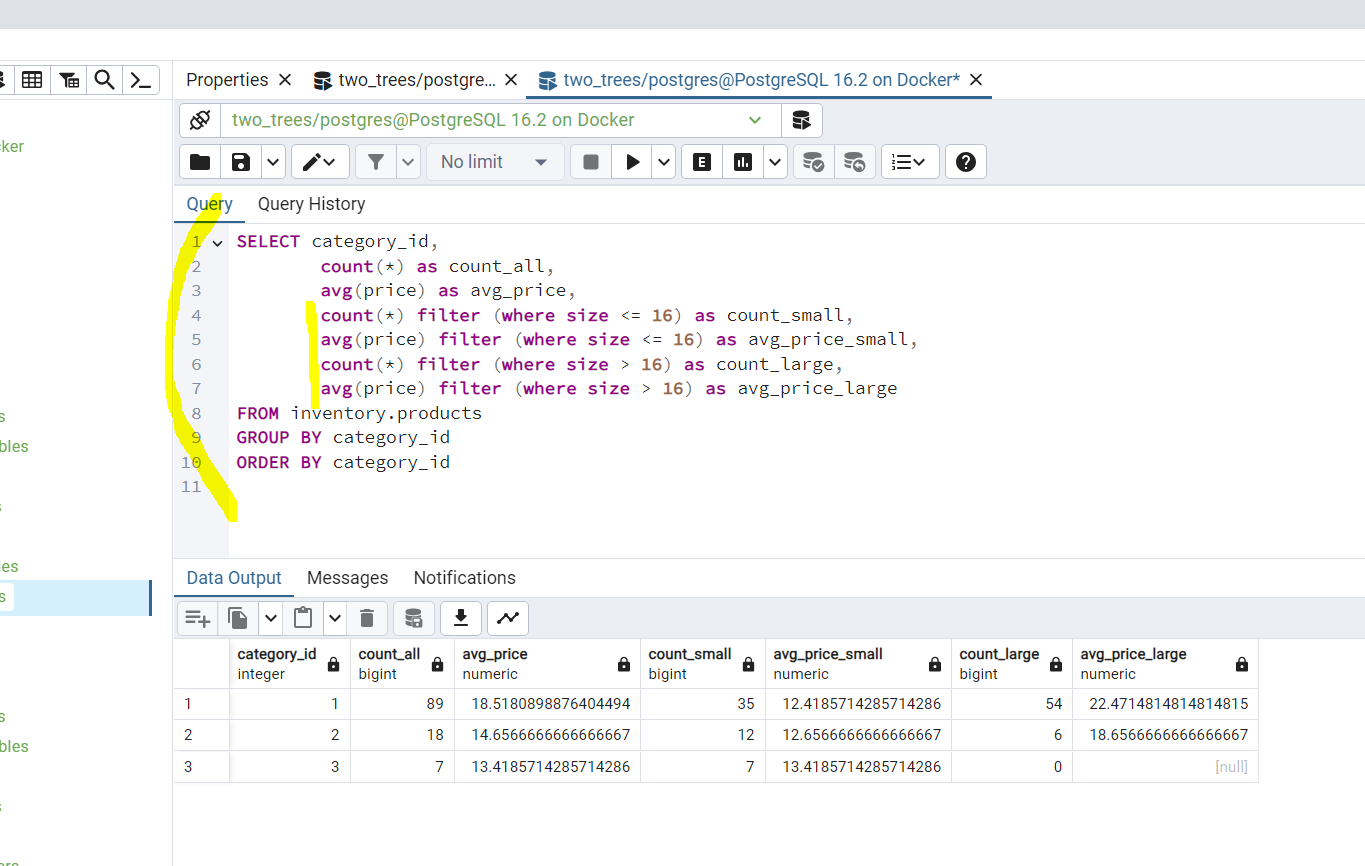 Properties
two_trees/postgre...
two_trees/postgres@PostgreSQL 16.2 on Docker*
cker
two_trees/postgres@PostgreSQL 16.2 on Docker
No limit
E
Query
Query History
1 SELECT category_id,
2 count(*) as count_all,
3 avg(price) as avg_price,
4 count(*) filter (where size <= 16) as count_small,
5 avg(price) filter (where size <= 16) as avg_price_small,
6 count(*) filter (where size > 16) as count_large,
7 avg(price) filter (where size > 16) as avg_price_large
8 FROM inventory.products
9 GROUP BY category_id
10 ORDER BY category_id
11
s
bles
s
les
s
s
bles
s
ers
Data Output
Messages
Notifications
category_id count_all avg_price count_small avg_price_small count_large avg_price_large
integer bigint numeric bigint numeric bigint numeric
1 1 89 18.5180898876404494 35 12.4185714285714286 54 22.4714814814814815
2 2 18 14.6566666666666667 12 12.6566666666666667 6 18.6566666666666667
3 3 7 13.4185714285714286 7 13.4185714285714286 0 [null]